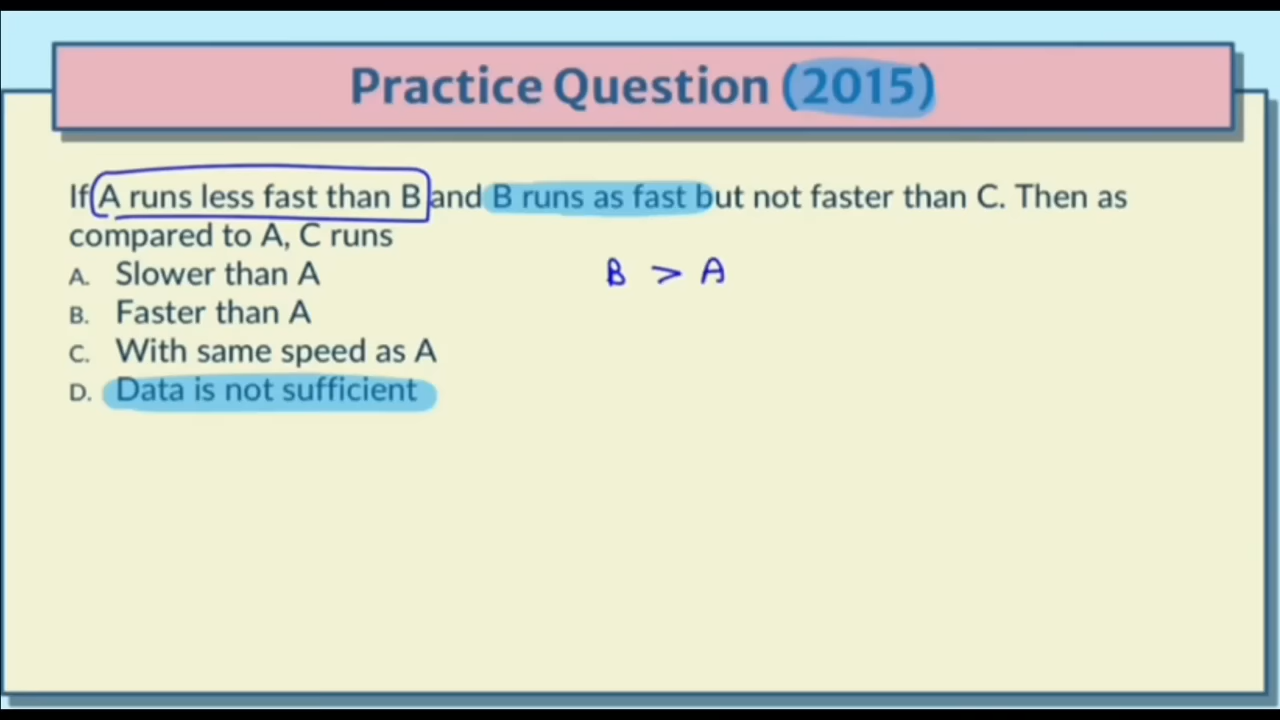 Practice Question (2015)
If A runs less fast than B and B runs as fast but not faster than C. Then as
compared to A, C runs
A. Slower than A
B > A
B. Faster than A
C. With same speed as A
D. Data is not sufficient